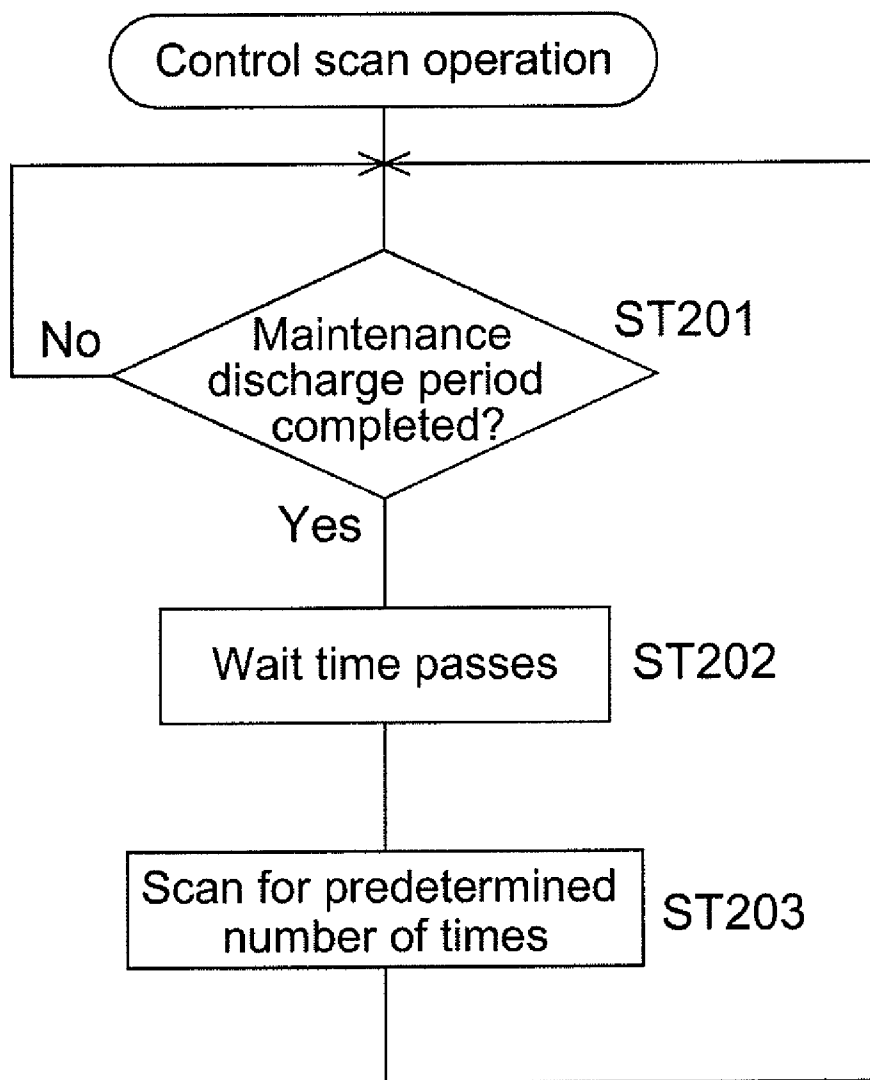 Control scan operation
ST201
No
Maintenance
discharge period
completed?
Yes
Wait time passes
ST202
Scan for predetermined
number of times
ST203